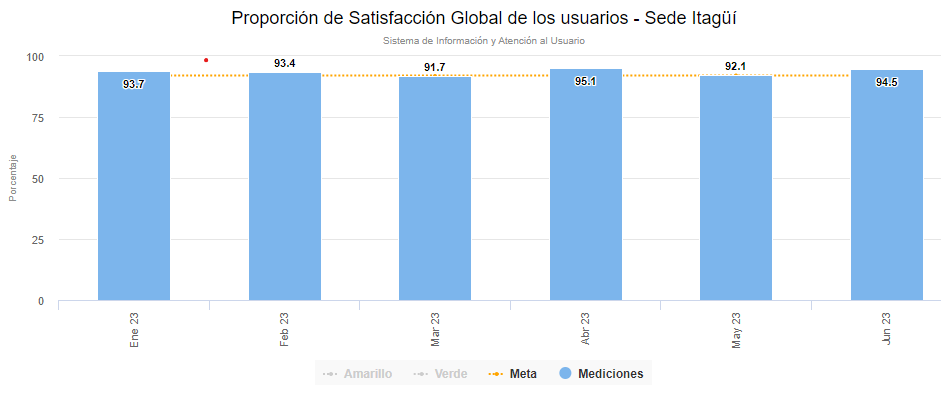 Proporción de Satisfacción Global de los usuarios - Sede Itagüí
Sistema de Información y Atención al Usuario
100
75
50
25
0
Porcentaje
93.7
93.4
91.7
95.1
92.1
94.5
Ene 23
Feb 23
Mar 23
Abr 23
May 23
Jun 23
Amarillo Verde Meta Mediciones